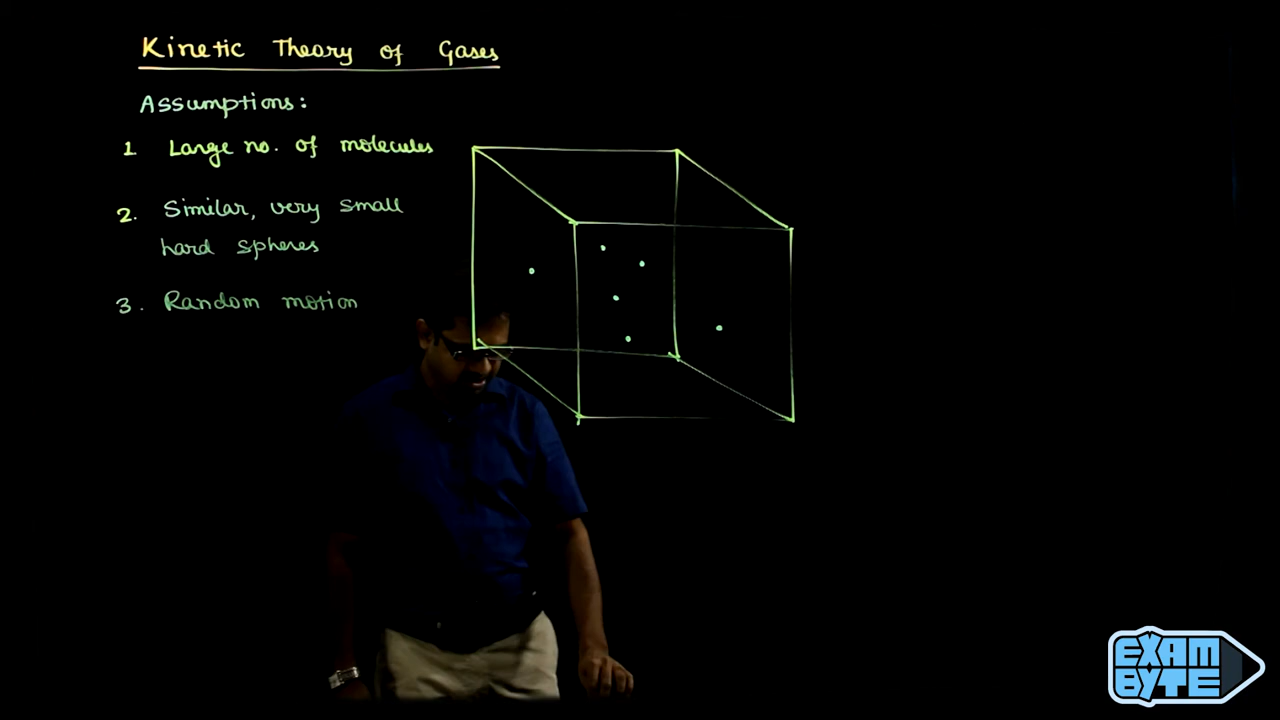 Kinetic Theory of Gases
Assumptions:
1. Large no. of molecules
2. Similar, very small
hard spheres
3. Random motion
EXAM
BYTE